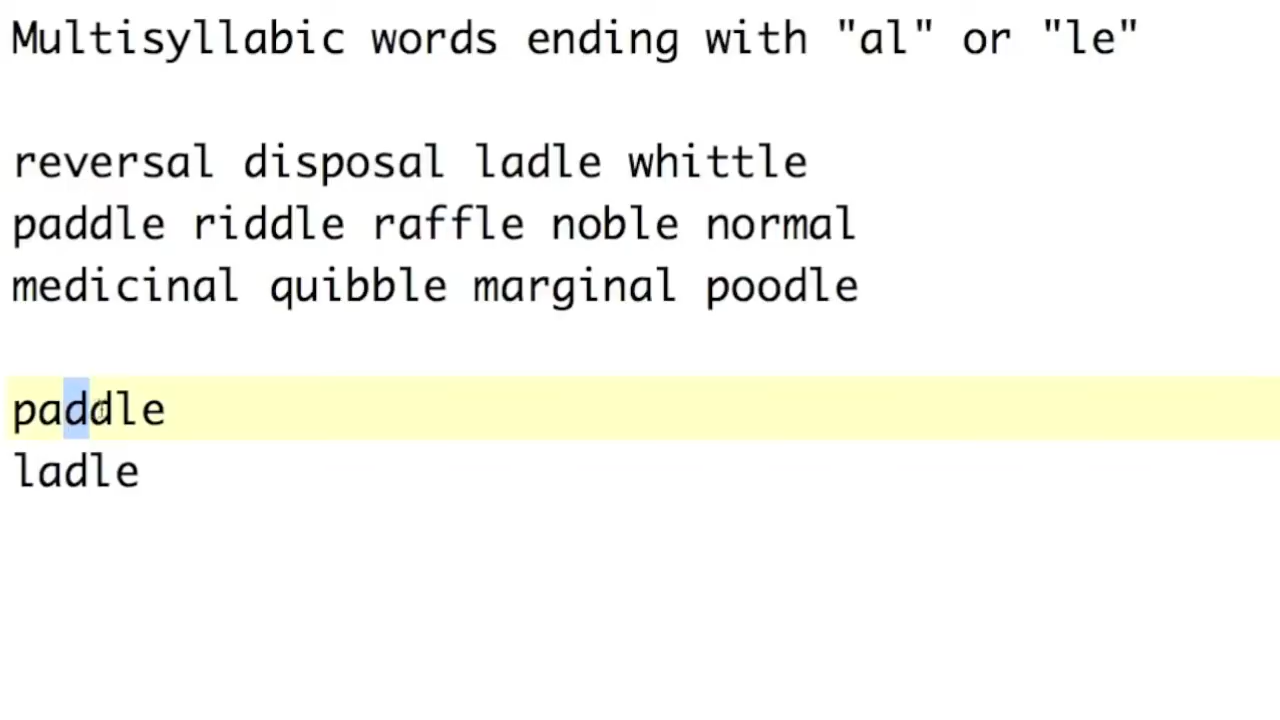 Multisyllabic words ending with "al" or "le"
reversal disposal ladle whittle
paddle riddle raffle noble normal
medicinal quibble marginal poodle
paddle
ladle